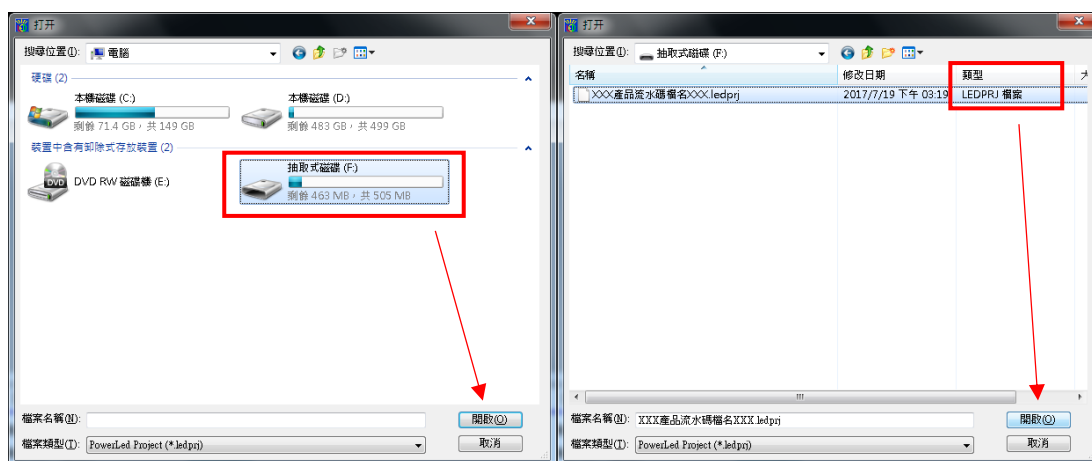 打开
搜尋位置(I):
電腦
硬碟 (2)
本機磁碟 (C:)
剩餘 71.4 GB，共 149 GB
本機磁碟 (D:)
剩餘 483 GB，共 499 GB
裝置中含有卸除式存放裝置 (2)
DVD
DVD RW 磁碟機 (E:)
抽取式磁碟 (F:)
剩餘 463 MB，共 505 MB
檔案名稱(N):
開啟(O)
檔案類型(T):
PowerLed Project (*.ledprj)
取消
打开
搜尋位置(I):
抽取式磁碟 (F:)
名稱
修改日期
類型
XXX產品流水碼檔名XXX.ledprj
2017/7/19 下午 03:19
LEDPRJ 檔案
檔案名稱(N):
XXX產品流水碼檔名XXX.ledprj
開啟(O)
檔案類型(T):
PowerLed Project (*.ledprj)
取消